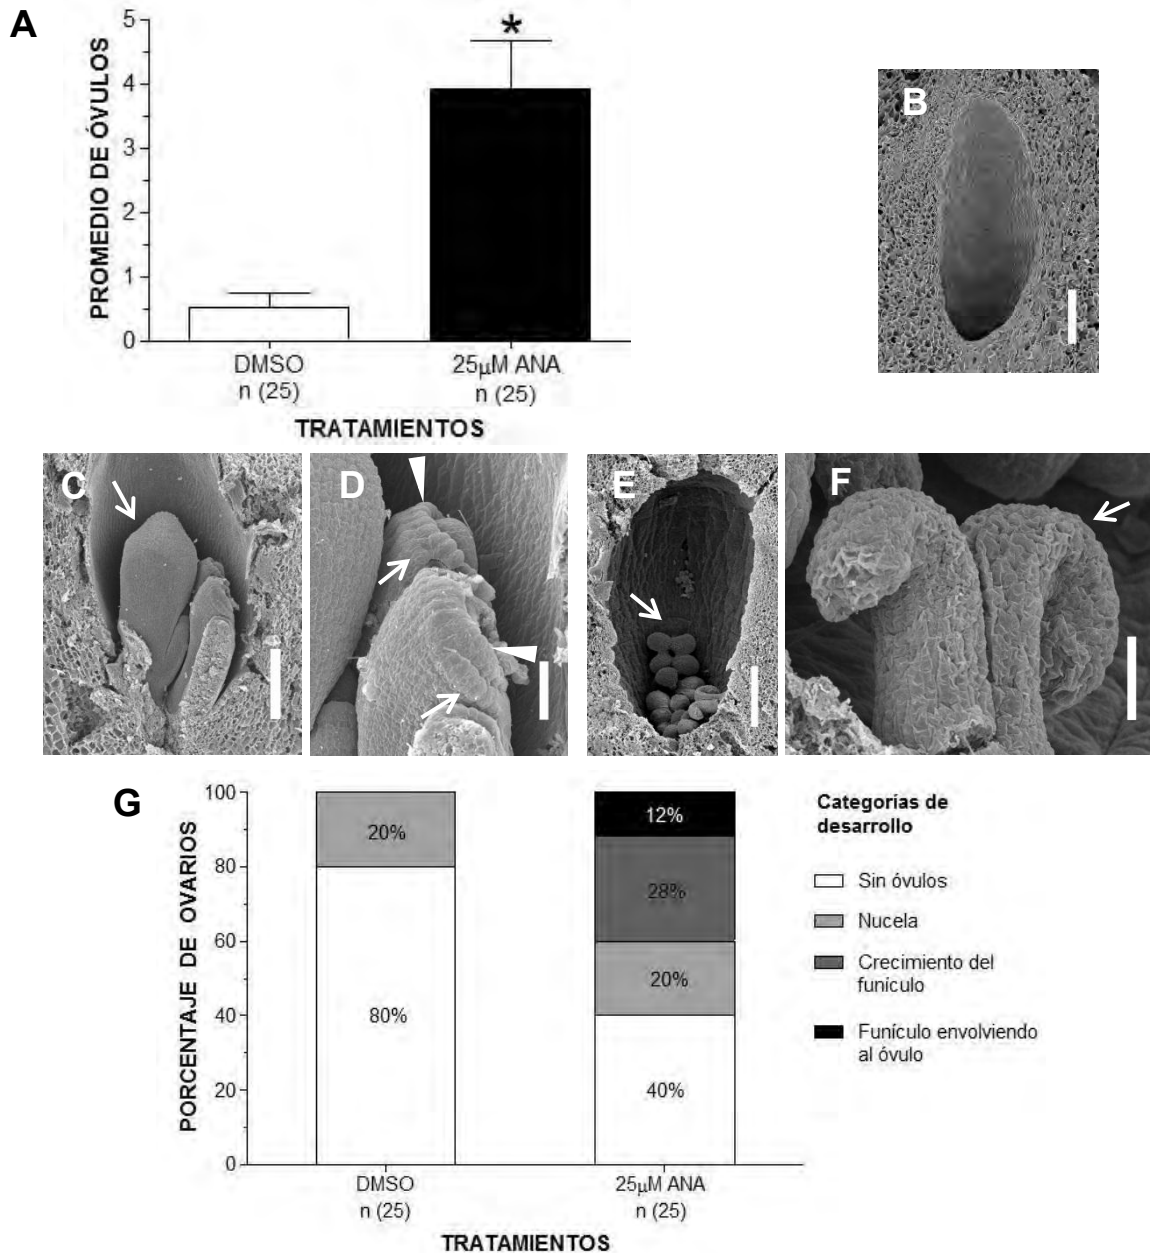 A
PROMEDIO DE ÓVULOS
5
4
3
2
1
0
*
DMSO
n (25)
25µM ANA
n (25)
TRATAMIENTOS
B
C
D
E
F
G
PORCENTAJE DE OVARIOS
100
80
60
40
20
0
20%
80%
12%
28%
20%
40%
DMSO
n (25)
25µM ANA
n (25)
TRATAMIENTOS
Categorías de
desarrollo
Sin óvulos
Nucela
Crecimiento del
funículo
Funículo envolviendo
al óvulo